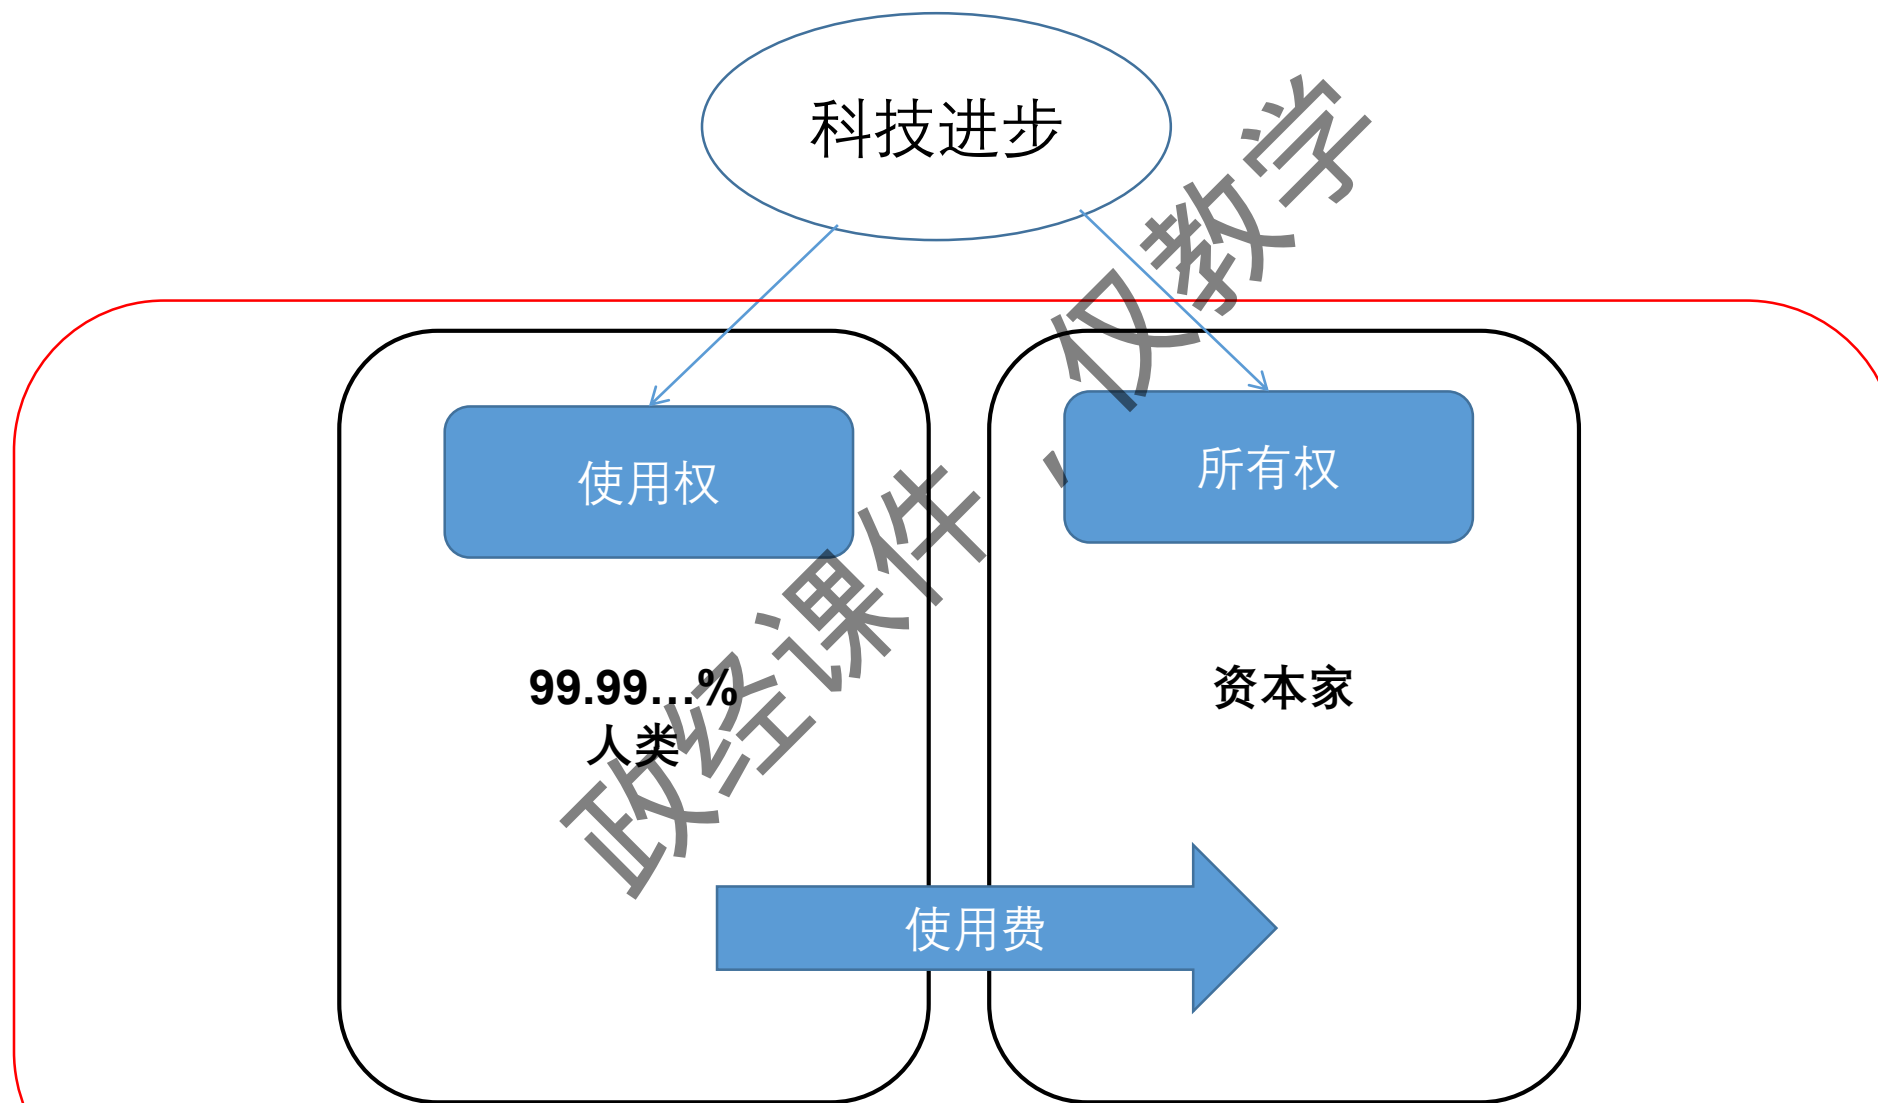 科技进步
使用权
所有权
99.99...%
人类
资本家
使用费
政经课件，仅教学